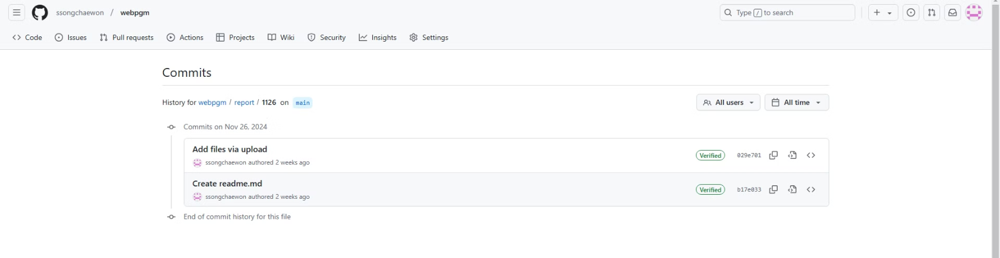 ssongchaewon / webpgm Type / to search
Code Issues Pull requests Actions Projects Wiki Security Insights Settings
Commits
History for webpgm / report / 1126 on main All users All time
Commits on Nov 26, 2024
Add files via upload
ssongchaewon authored 2 weeks ago Verified 029e701
Create readme.md
ssongchaewon authored 2 weeks ago Verified b17e033
End of commit history for this file